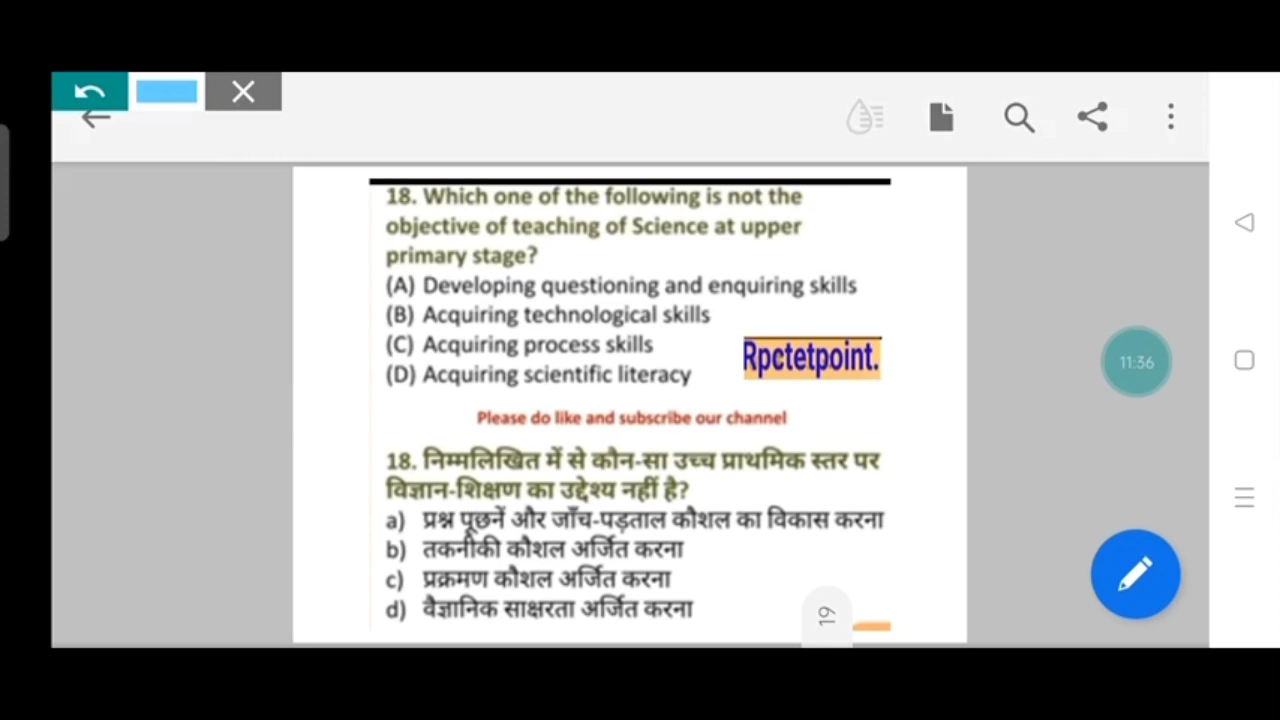 18. Which one of the following is not the
objective of teaching of Science at upper
primary stage?
(A) Developing questioning and enquiring skills
(B) Acquiring technological skills
(C) Acquiring process skills
(D) Acquiring scientific literacy
Rpctetpoint.
11:36
Please do like and subscribe our channel
18. निम्मलिखित में से कौन-सा उच्च प्राथमिक स्तर पर
विज्ञान-शिक्षण का उद्देश्य नहीं है?
a) प्रश्न पूछनें और जाँच-पड़ताल कौशल का विकास करना
b) तकनीकी कौशल अर्जित करना
c) प्रक्रमण कौशल अर्जित करना
d) वैज्ञानिक साक्षरता अर्जित करना
19